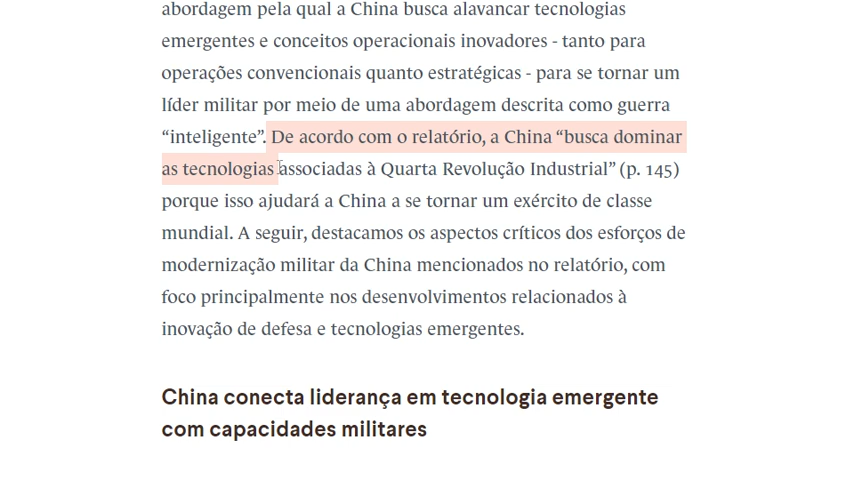 abordagem pela qual a China busca alavancar tecnologias
emergentes e conceitos operacionais inovadores - tanto para
operações convencionais quanto estratégicas - para se tornar um
líder militar por meio de uma abordagem descrita como guerra
“inteligente”. De acordo com o relatório, a China “busca dominar
as tecnologias associadas à Quarta Revolução Industrial” (p. 145)
porque isso ajudará a China a se tornar um exército de classe
mundial. A seguir, destacamos os aspectos críticos dos esforços de
modernização militar da China mencionados no relatório, com
foco principalmente nos desenvolvimentos relacionados à
inovação de defesa e tecnologias emergentes.
China conecta liderança em tecnologia emergente
com capacidades militares